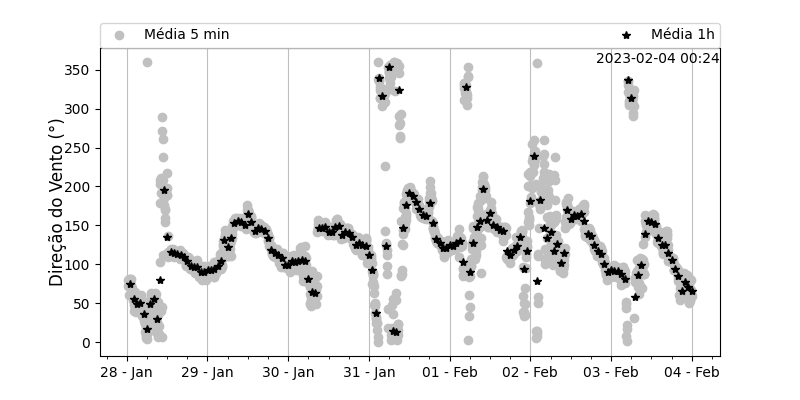 Média 5 min
Média 1h
2023-02-04 00:24
Direção do Vento (°)
350
300
250
200
150
100
50
0
28 - Jan
29 - Jan
30 - Jan
31 - Jan
01 - Feb
02 - Feb
03 - Feb
04 - Feb